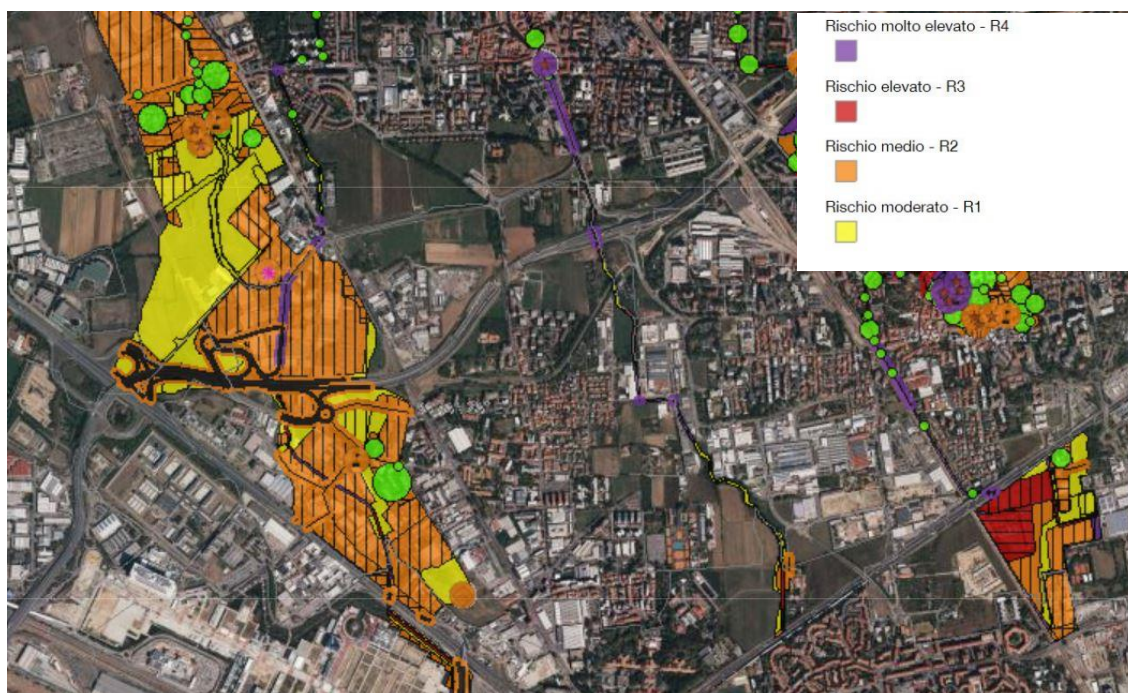 Rischio molto elevato - R4
Rischio elevato - R3
Rischio medio - R2
Rischio moderato - R1